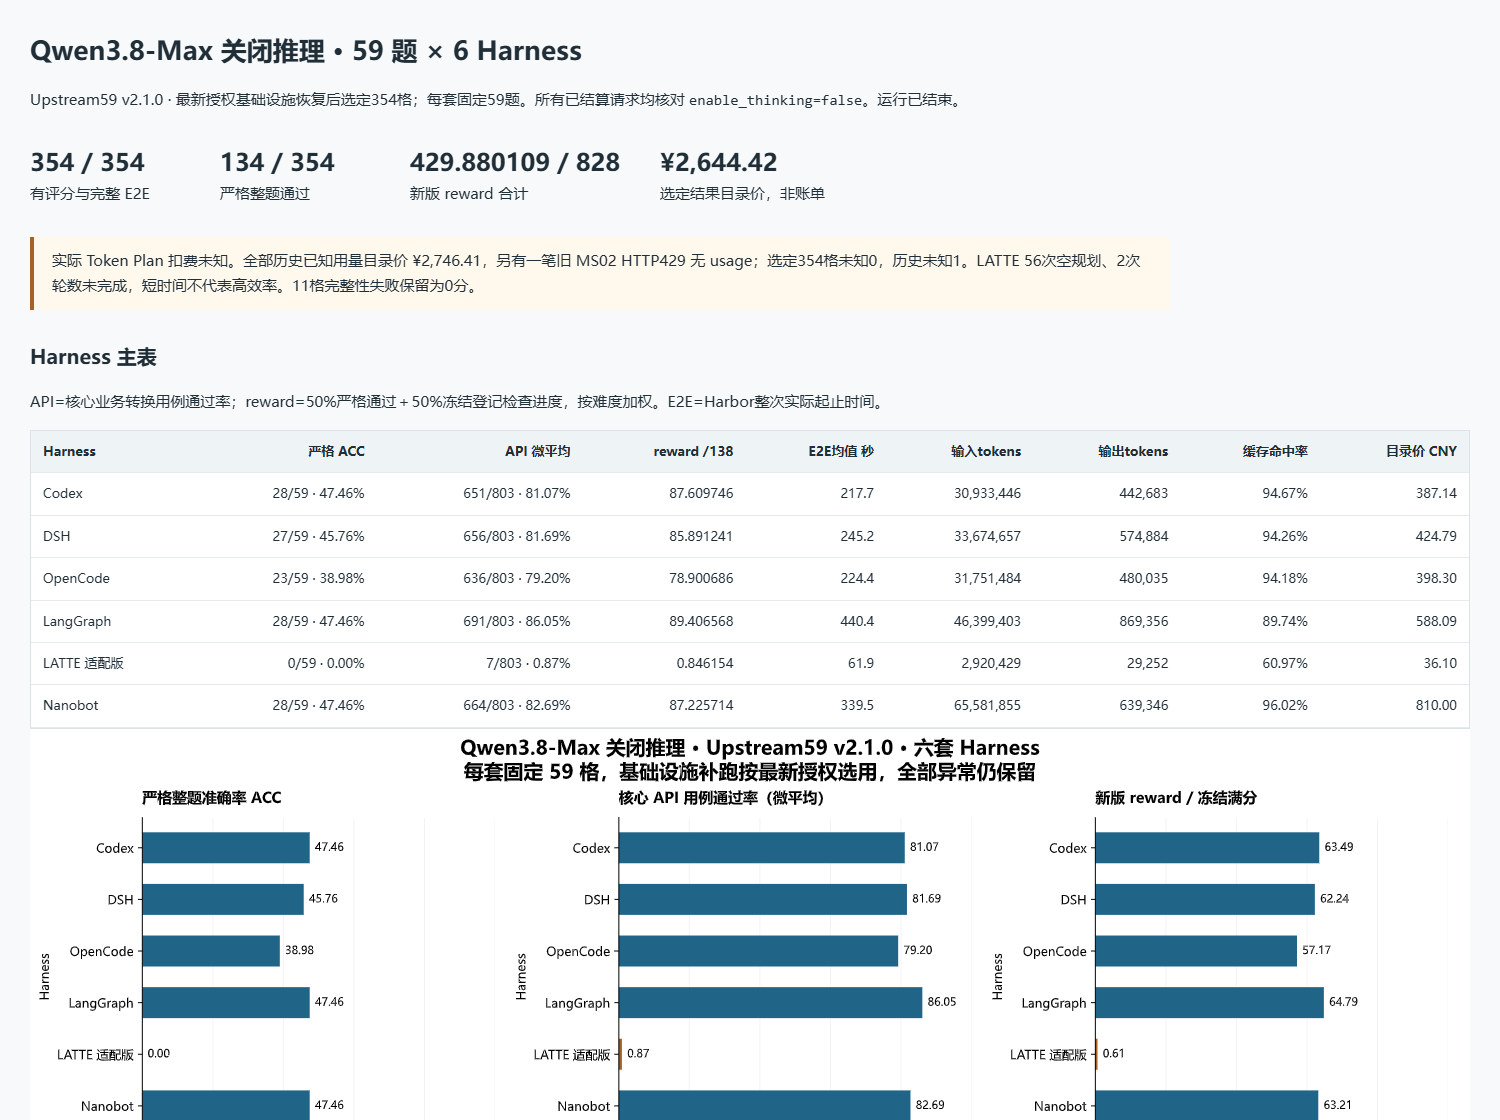 Qwen3.8-Max 关闭推理 • 59 题 × 6 Harness
Upstream59 v2.1.0 · 最新授权基础设施恢复后选定354格；每套固定59题。所有已结算请求均核对 enable_thinking=false。运行已结束。
354 / 354
134 / 354
429.880109 / 828
¥2,644.42
有评分与完整 E2E
严格整题通过
新版 reward 合计
选定结果目录价，非账单
实际 Token Plan 扣费未知。全部历史已知用量目录价 ¥2,746.41，另有一笔旧 MS02 HTTP429 无 usage；选定354格未知0，历史未知1。LATTE 56次空规划、2次
轮数未完成，短时间不代表高效率。11格完整性失败保留为0分。
Harness 主表
API=核心业务转换用例通过率；reward=50%严格通过＋50%冻结登记检查进度，按难度加权。E2E=Harbor整次实际起止时间。
Harness 严格 ACC API 微平均 reward /138 E2E均值 秒 输入tokens 输出tokens 缓存命中率 目录价 CNY
Codex 28/59 · 47.46% 651/803 · 81.07% 87.609746 217.7 30,933,446 442,683 94.67% 387.14
DSH 27/59 · 45.76% 656/803 · 81.69% 85.891241 245.2 33,674,657 574,884 94.26% 424.79
OpenCode 23/59 · 38.98% 636/803 · 79.20% 78.900686 224.4 31,751,484 480,035 94.18% 398.30
LangGraph 28/59 · 47.46% 691/803 · 86.05% 89.406568 440.4 46,399,403 869,356 89.74% 588.09
LATTE 适配版 0/59 · 0.00% 7/803 · 0.87% 0.846154 61.9 2,920,429 29,252 60.97% 36.10
Nanobot 28/59 · 47.46% 664/803 · 82.69% 87.225714 339.5 65,581,855 639,346 96.02% 810.00
Qwen3.8-Max 关闭推理 • Upstream59 v2.1.0 • 六套 Harness
每套固定 59 格，基础设施补跑按最新授权选用，全部异常仍保留
严格整题准确率 ACC
Harness
Codex 47.46
DSH 45.76
OpenCode 38.98
LangGraph 47.46
LATTE 适配版 0.00
Nanobot 47.46
核心 API 用例通过率（微平均）
Harness
Codex 81.07
DSH 81.69
OpenCode 79.20
LangGraph 86.05
LATTE 适配版 0.87
Nanobot 82.69
新版 reward / 冻结满分
Harness
Codex 63.49
DSH 62.24
OpenCode 57.17
LangGraph 64.79
LATTE 适配版 0.61
Nanobot 63.21